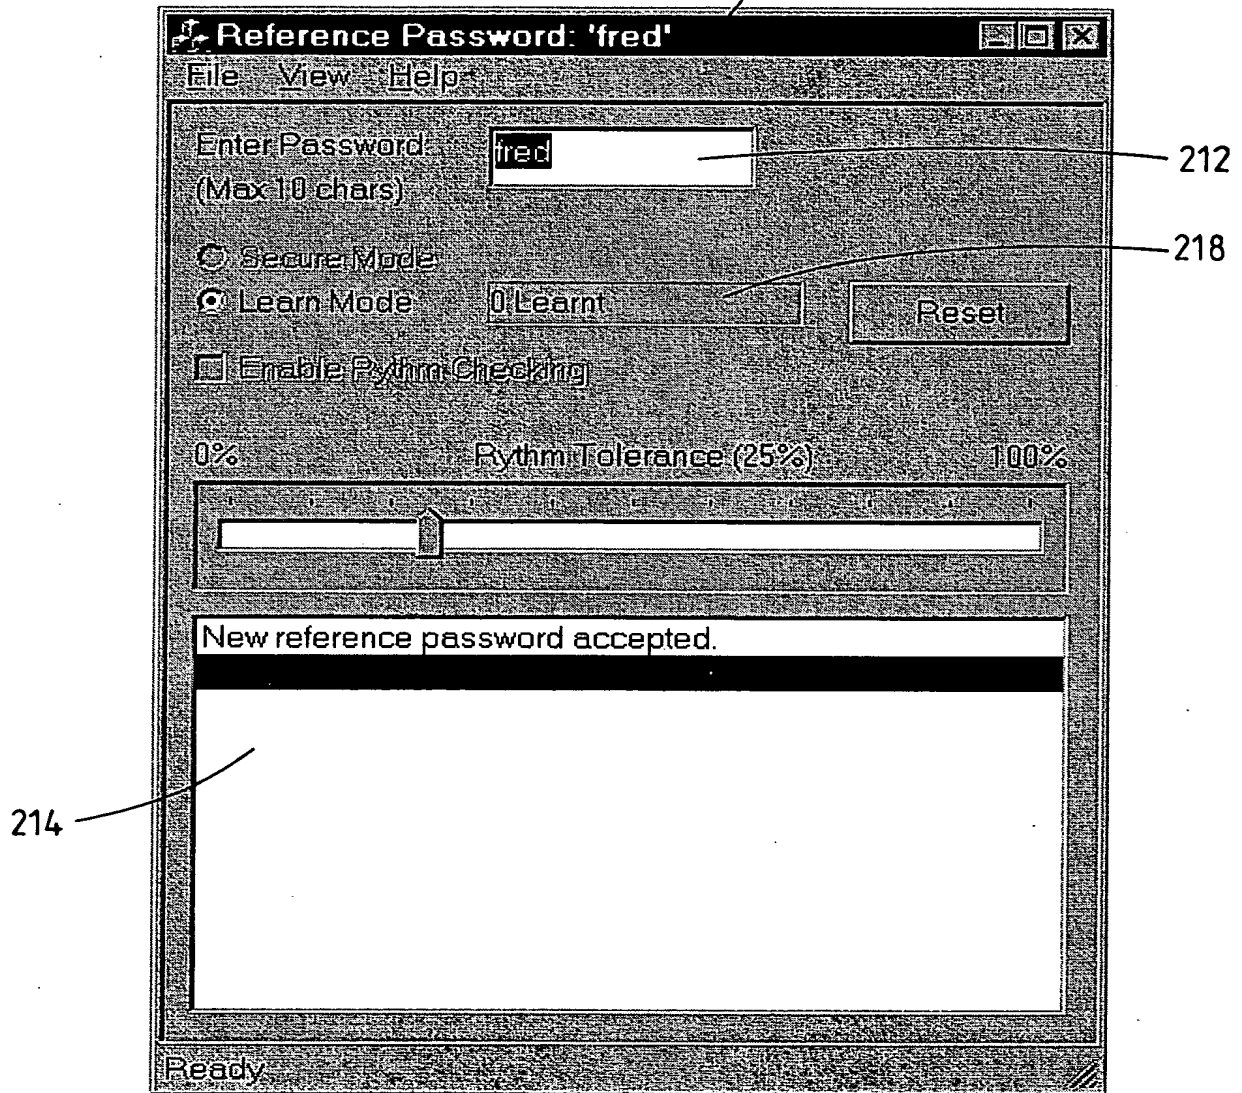 Reference Password: 'fred'
File View Help
Enter Password
(Max 10 chars)
fred
212
Secure Mode
218
Learn Mode
0 Learnt
Reset
Enable Rythm Checking
0%
Rythm Tolerance (25%)
100%
New reference password accepted.
214
Ready